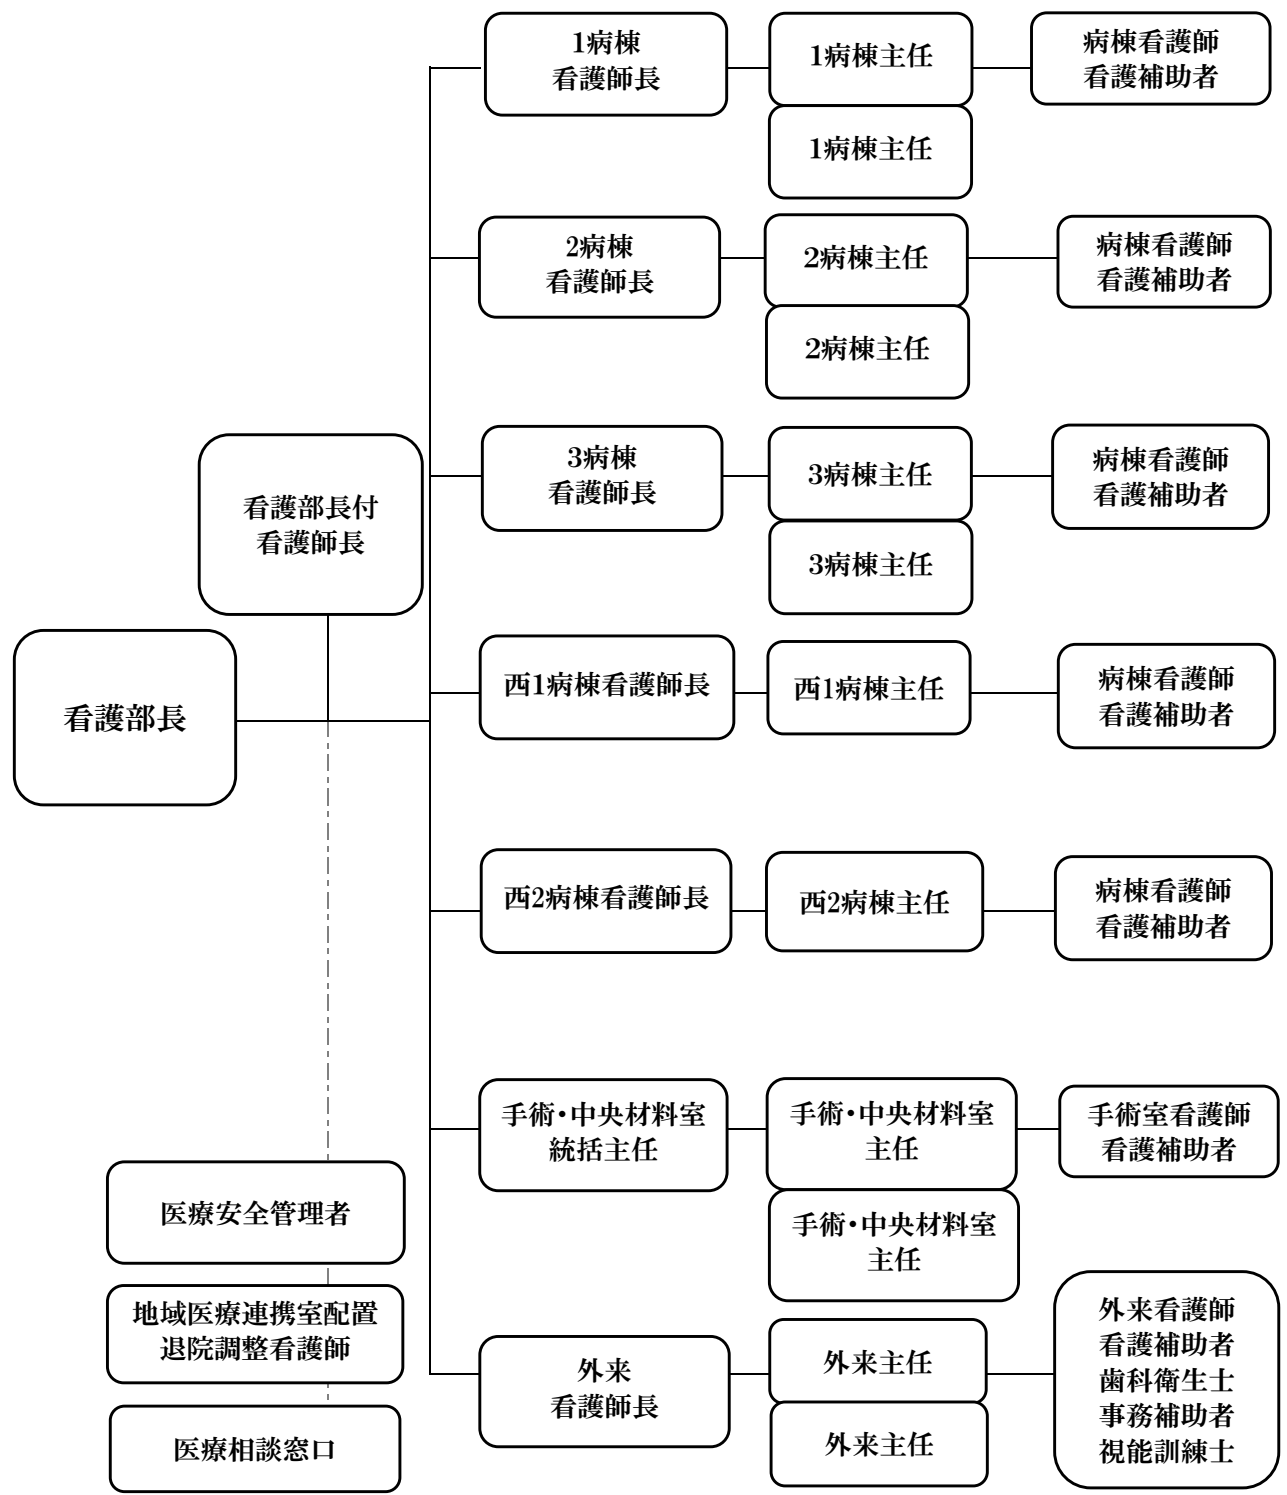 1病棟
看護師長
1病棟主任
1病棟主任
病棟看護師
看護補助者
2病棟
看護師長
2病棟主任
2病棟主任
病棟看護師
看護補助者
3病棟
看護師長
3病棟主任
3病棟主任
病棟看護師
看護補助者
看護部長付
看護師長
看護部長
西1病棟看護師長
西1病棟主任
病棟看護師
看護補助者
西2病棟看護師長
西2病棟主任
病棟看護師
看護補助者
手術・中央材料室
統括主任
手術・中央材料室
主任
手術・中央材料室
主任
手術室看護師
看護補助者
医療安全管理者
地域医療連携室配置
退院調整看護師
医療相談窓口
外来
看護師長
外来主任
外来主任
外来看護師
看護補助者
歯科衛生士
事務補助者
視能訓練士